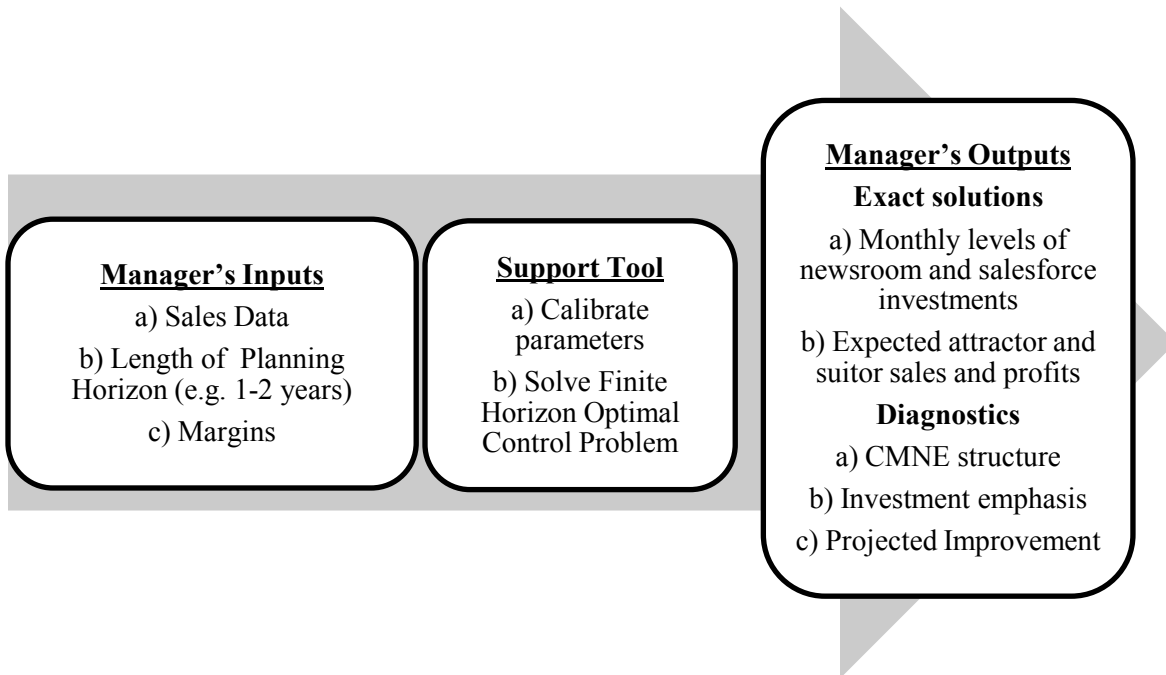 Manager’s Inputs
a) Sales Data
b) Length of  Planning
Horizon (e.g. 1-2 years)
c) Margins
Support Tool
a) Calibrate
parameters
b) Solve Finite
Horizon Optimal
Control Problem
Manager’s Outputs
Exact solutions
a) Monthly levels of
newsroom and salesforce
investments
b) Expected attractor and
suitor sales and profits
Diagnostics
a) CMNE structure
b) Investment emphasis
c) Projected Improvement